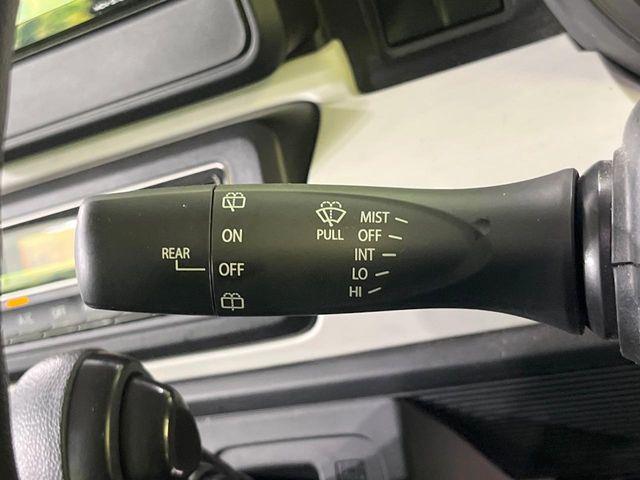 REAR
ON
OFF
PULL
MIST
OFF
INT
LO
HI